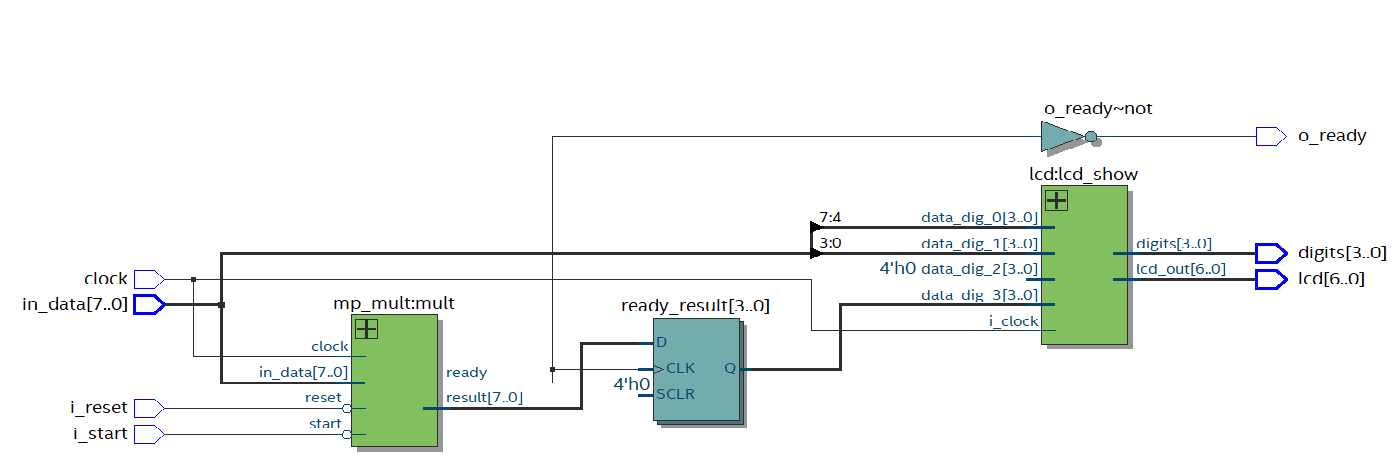 o_ready~not
o_ready
lcd:lcd_show
7:4
data_dig_0[3..0]
3:0
data_dig_1[3..0]
digits[3..0]
digits[3..0]
4'h0
data_dig_2[3..0]
lcd_out[6..0]
lcd[6..0]
data_dig_3[3..0]
i_clock
clock
in_data[7..0]
mp_mult:mult
clock
in_data[7..0]
ready
reset
result[7..0]
start
i_reset
i_start
ready_result[3..0]
D
CLK
Q
4'h0
SCLR